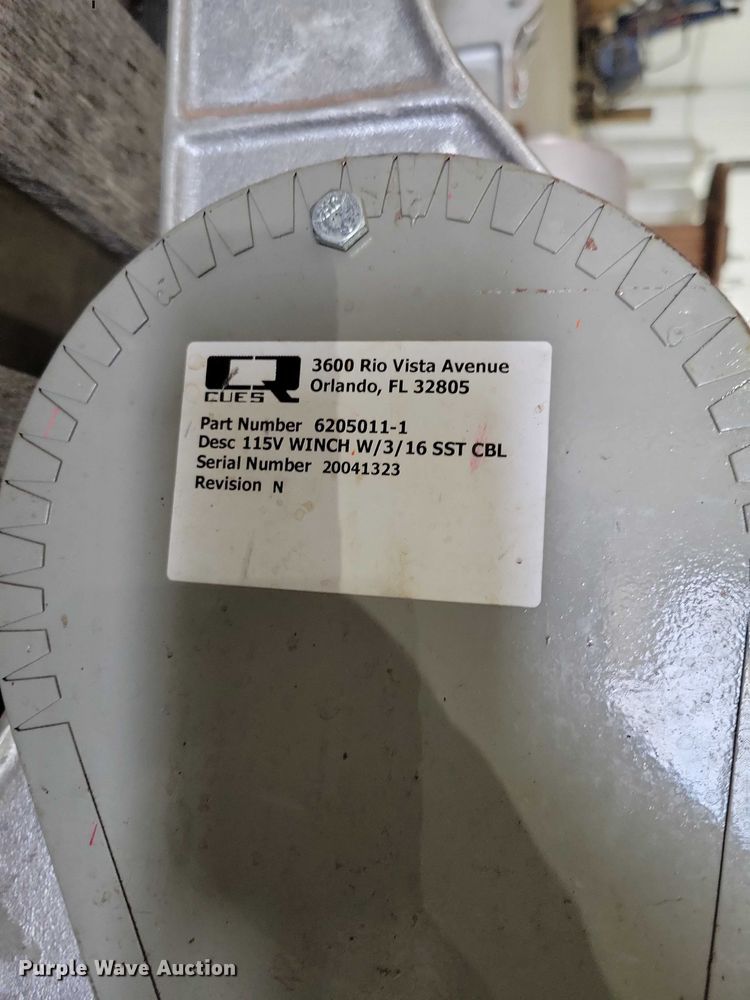 CUES
3600 Rio Vista Avenue
Orlando, FL 32805
Part Number 6205011-1
Desc 115V WINCH W/3/16 SST CBL
Serial Number 20041323
Revision N
Purple Wave Auction